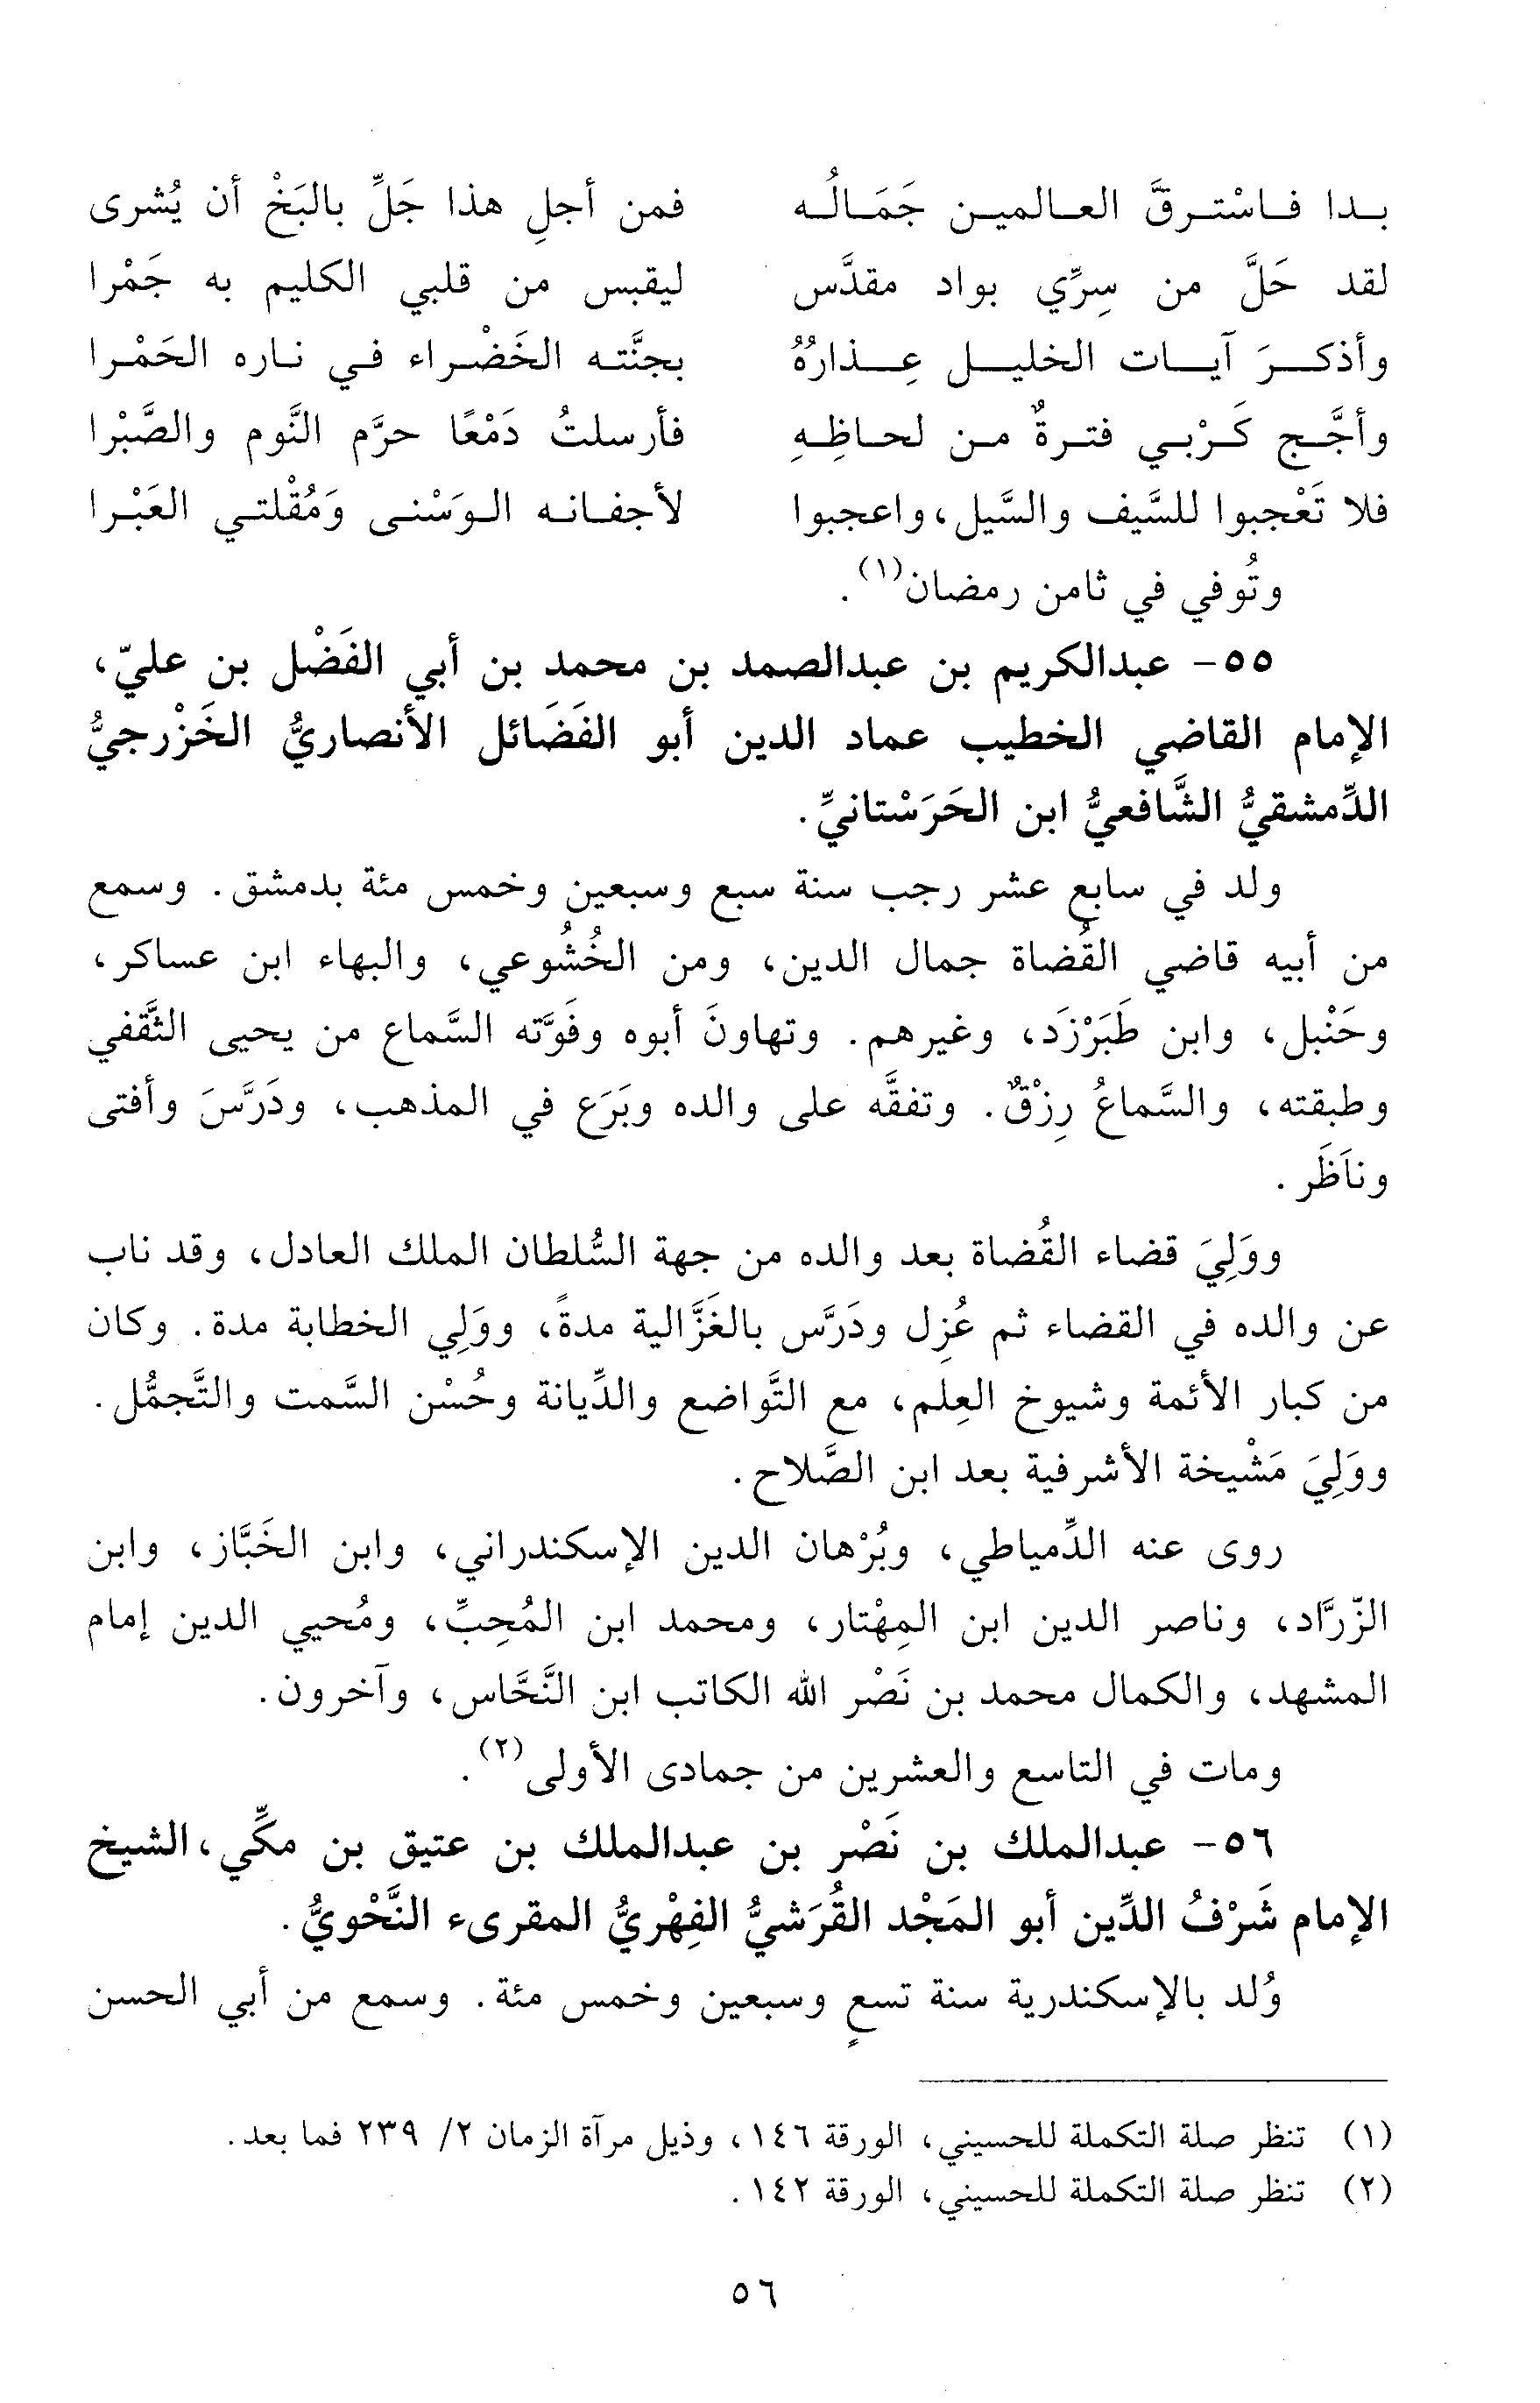 بدا فاسْترقَّ العالمين جَمَالُه فمن أجلِ هذا جَلِّ بالبَخْ أن يُشرى
لقد حَلَّ من سِرِّي بواد مقدَّس ليقبس من قلبي الكليم به جَمْرا
وأذكرَ آيات الخليل عِذارُهُ بجنَّته الخَضْراء في ناره الحَمْرا
وأجَّج كَرْبي فترةٌ من لحاظِهِ فأرسلتُ دَمْعًا حرَّم النَّوم والصَّبْرا
فلا تَعْجبوا للسَّيف والسَّيل، واعجبوا لأجفانه الوَسْنى وَمُقْلتي العَبْرا
وتُوفي في ثامن رمضان(١).
٥٥- عبدالكريم بن عبدالصمد بن محمد بن أبي الفَضْل بن عليّ،
الإمام القاضي الخطيب عماد الدين أبو الفَضَائل الأنصاريُّ الخَزْرجيُّ
الدِّمشقيُّ الشَّافعيُّ ابن الحَرَسْتانيِّ.
ولد في سابع عشر رجب سنة سبع وسبعين وخمس مئة بدمشق. وسمع
من أبيه قاضي القُضاة جمال الدين، ومن الخُشُوعي، والبهاء ابن عساكر،
وحَنْبل، وابن طَبَرْزَد، وغيرهم. وتهاونَ أبوه وفَوَّته السَّماع من يحيى الثَّقفي
وطبقته، والسَّماعُ رِزْقٌ. وتفقَّه على والده وبَرَع في المذهب، ودَرَّسَ وأفتى
وناَظَر.
ووَلِيَ قضاء القُضاة بعد والده من جهة السُّلطان الملك العادل، وقد ناب
عن والده في القضاء ثم عُزِل ودَرَّس بالغَزَّالية مدةً، ووَلِي الخطابة مدة. وكان
من كبار الأئمة وشيوخ العِلم، مع التَّواضع والدِّيانة وحُسْن السَّمت والتَّجمُّل.
ووَلِيَ مَشْيخة الأشرفية بعد ابن الصَّلاح.
روى عنه الدِّمياطي، وبُرْهان الدين الإسكندراني، وابن الخَبَّاز، وابن
الزّرَّاد، وناصر الدين ابن المِهْتار، ومحمد ابن المُحِبِّ، ومُحيي الدين إمام
المشهد، والكمال محمد بن نَصْر الله الكاتب ابن النَّحَّاس، وآخرون.
ومات في التاسع والعشرين من جمادى الأولى(٢).
٥٦- عبدالملك بن نَصْر بن عبدالملك بن عتيق بن مكِّي، الشيخ
الإمام شَرْفُ الدِّين أبو المَجْد القُرَشيُّ الفِهْريُّ المقرىء النَّحْويُّ.
وُلد بالإسكندرية سنة تسعٍ وسبعين وخمس مئة. وسمع من أبي الحسن
(١) تنظر صلة التكملة للحسيني، الورقة ١٤٦، وذيل مرآة الزمان ٢/ ٢٣٩ فما بعد.
(٢) تنظر صلة التكملة للحسيني، الورقة ١٤٢.
٥٦